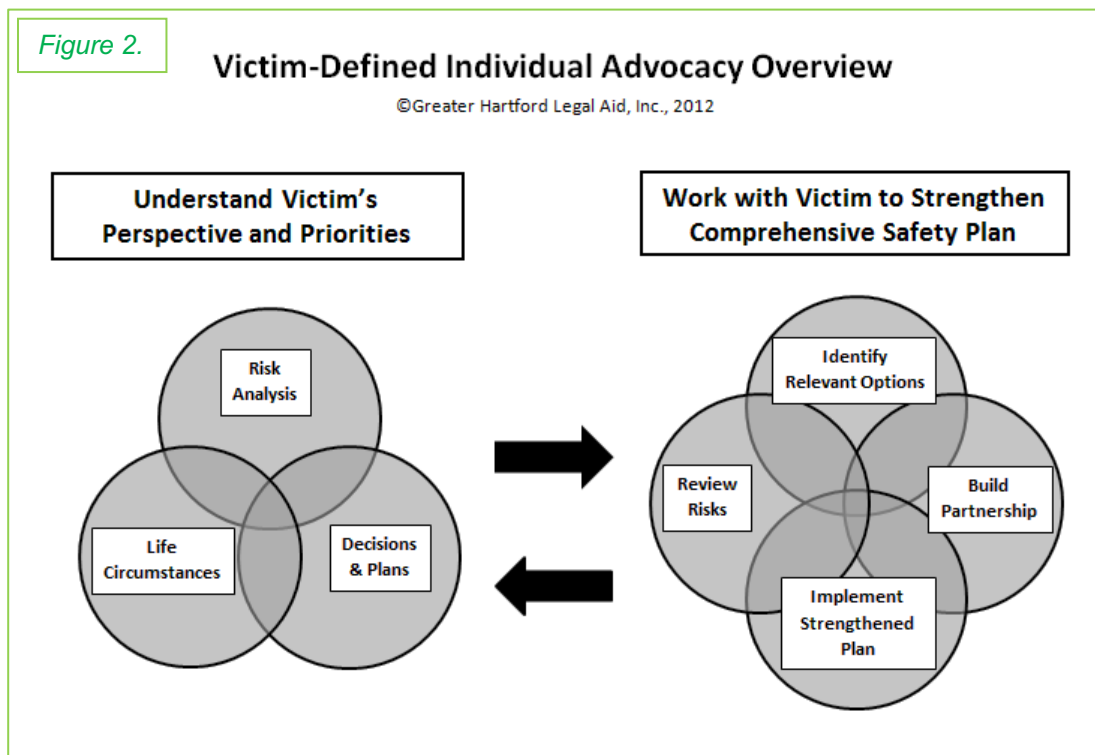 Figure 2.
Victim-Defined Individual Advocacy Overview
©Greater Hartford Legal Aid, Inc., 2012
Understand Victim's
Perspective and Priorities
Risk
Analysis
Life
Circumstances
Decisions
& Plans
Work with Victim to Strengthen
Comprehensive Safety Plan
Identify
Relevant Options
Review
Risks
Build
Partnership
Implement
Strengthened
Plan